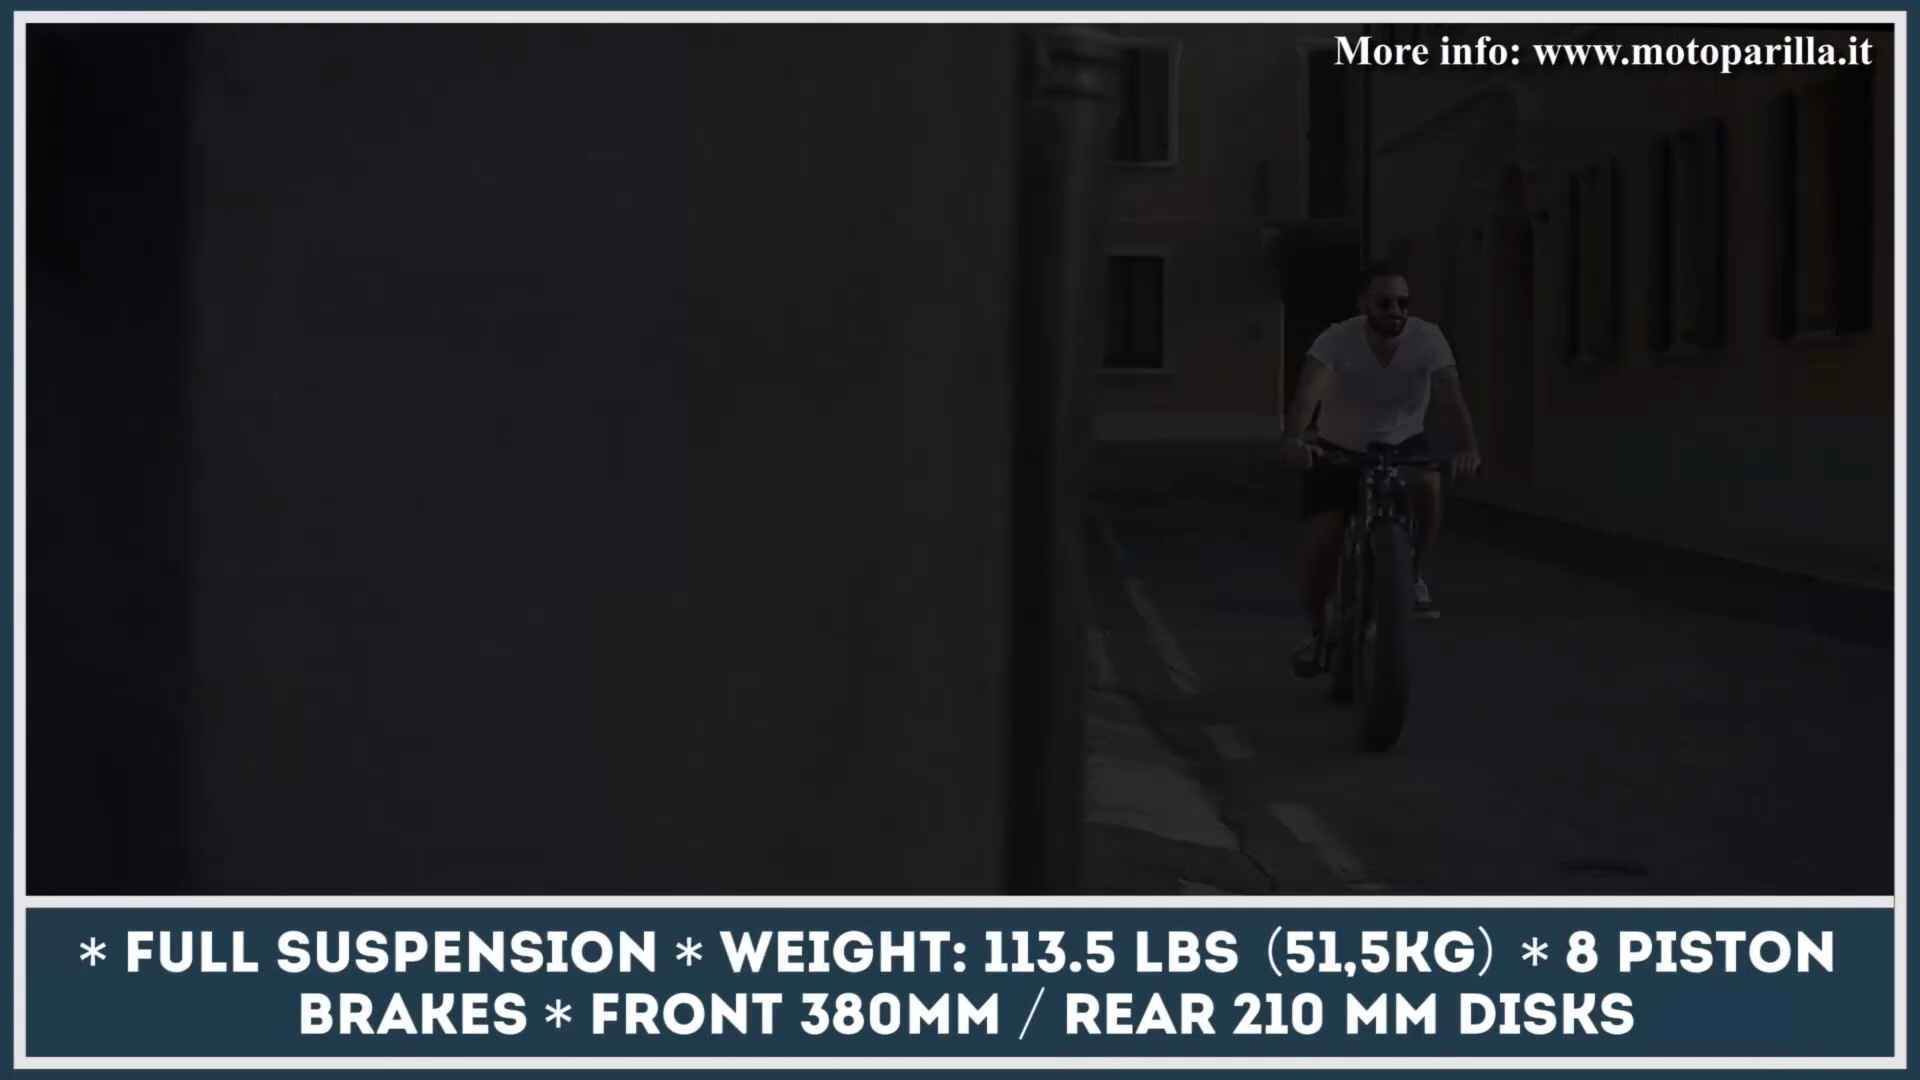 More info: www.motoparilla.it
* FULL SUSPENSION * WEIGHT: 113.5 LBS (51,5KG) * 8 PISTON
BRAKES * FRONT 380MM / REAR 210 MM DISKS